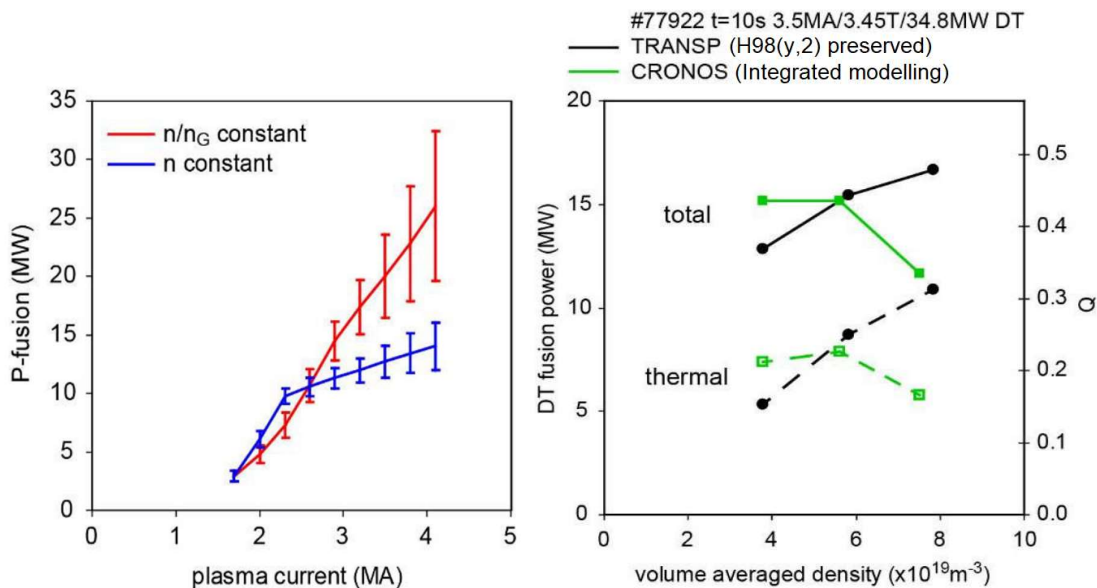 35
30
25
20
15
10
5
0
P-fusion (MW)
n/nG constant
n constant
0 1 2 3 4 5
plasma current (MA)
#77922 t=10s 3.5MA/3.45T/34.8MW DT
TRANSP (H98(y,2) preserved)
CRONOS (Integrated modelling)
20
15
10
5
0
DT fusion power (MW)
total
thermal
0.5
0.4
0.3
0.2
0.1
0.0
Q
0 2 4 6 8 10
volume averaged density (x10¹⁹m⁻³)